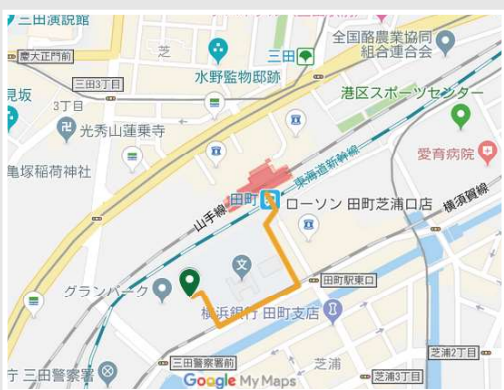 三田演説館
慶大正門前
芝
三田
全国酪農業協同
組合連合会
水野監物邸跡
三田3丁目
見坂
3丁目
光秀山蓮乗寺
港区スポーツセンター
愛育病院
亀塚稲荷神社
東海道新幹線
山手線
田町
ローソン 田町芝浦口店
横須賀線
文
グランパーク
田町駅東口
横浜銀行 田町支店
三田警察署前
芝浦
芝浦2丁目
庁 三田警察署
芝浦3丁目
Google My Maps